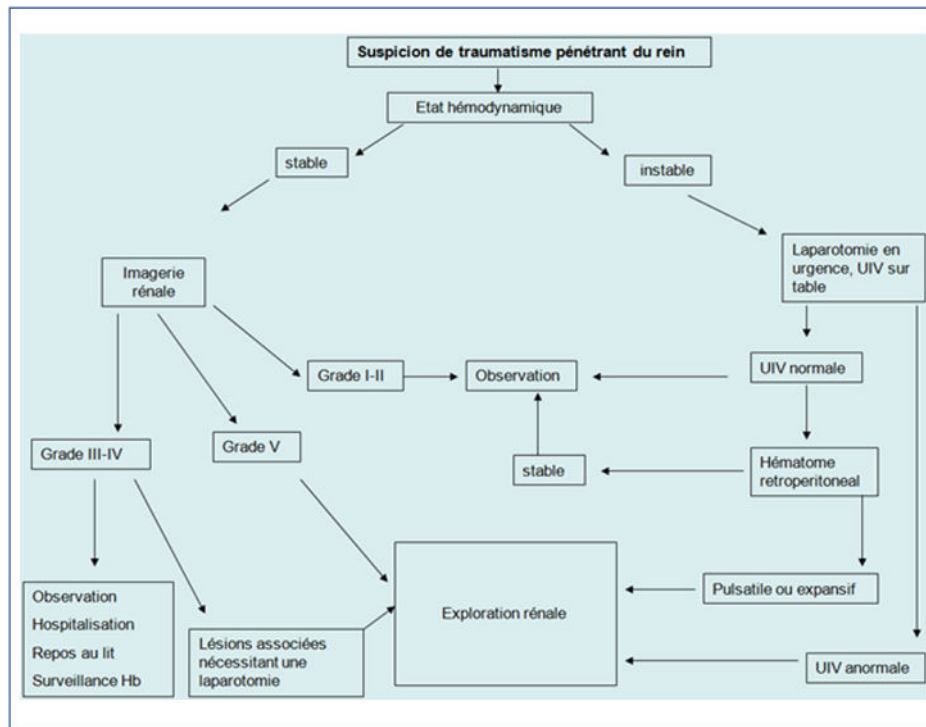 Suspicion de traumatisme pénétrant du rein
Etat hémodynamique
stable
instable
Laparotomie en
urgence, UIV sur
table
Imagerie
rénale
Grade I-II
Observation
UIV normale
Grade III-IV
Grade V
stable
Hématome
retroperitoneal
Observation
Hospitalisation
Repos au lit
Surveillance Hb
Lésions associées
nécessitant une
laparotomie
Exploration rénale
Pulsatile ou expansif
UIV anormale